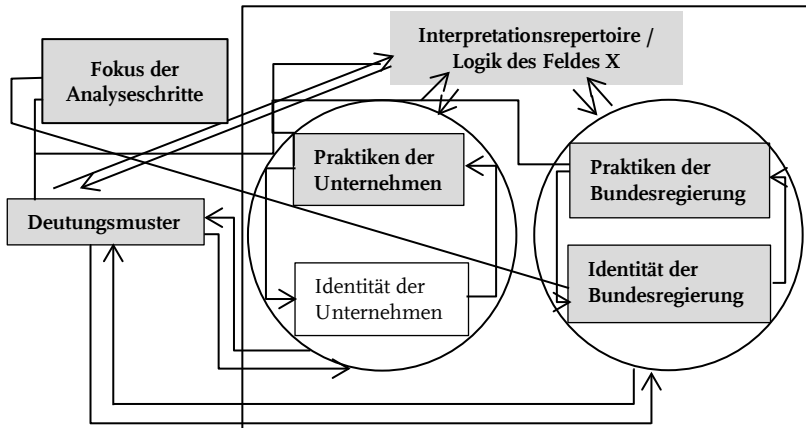 Interpretationsrepertoire /
Logik des Feldes X
Fokus der
Analyseschritte
Praktiken der
Unternehmen
Praktiken der
Bundesregierung
Deutungsmuster
Identität der
Unternehmen
Identität der
Bundesregierung